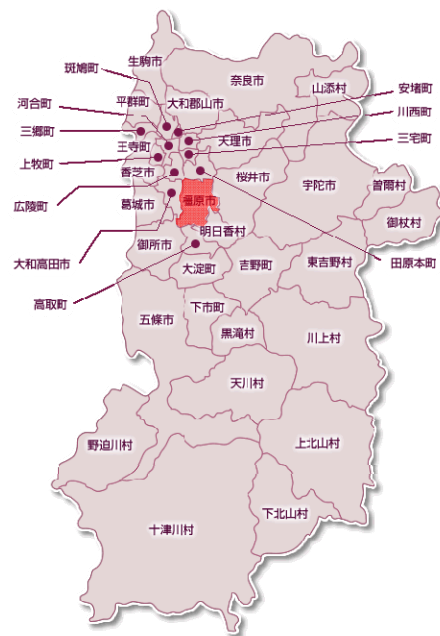 生駒市
斑鳩町
奈良市
平群町
山添村
安堵町
河合町
大和郡山市
川西町
三郷町
王寺町
天理市
三宅町
上牧町
香芝市
桜井市
宇陀市
曽爾村
広陵町
葛城市
橿原市
御杖村
明日香村
大和高田市
御所市
田原本町
高取町
大淀町
吉野町
東吉野村
五條市
下市町
黒滝村
川上村
天川村
野迫川村
上北山村
十津川村
下北山村